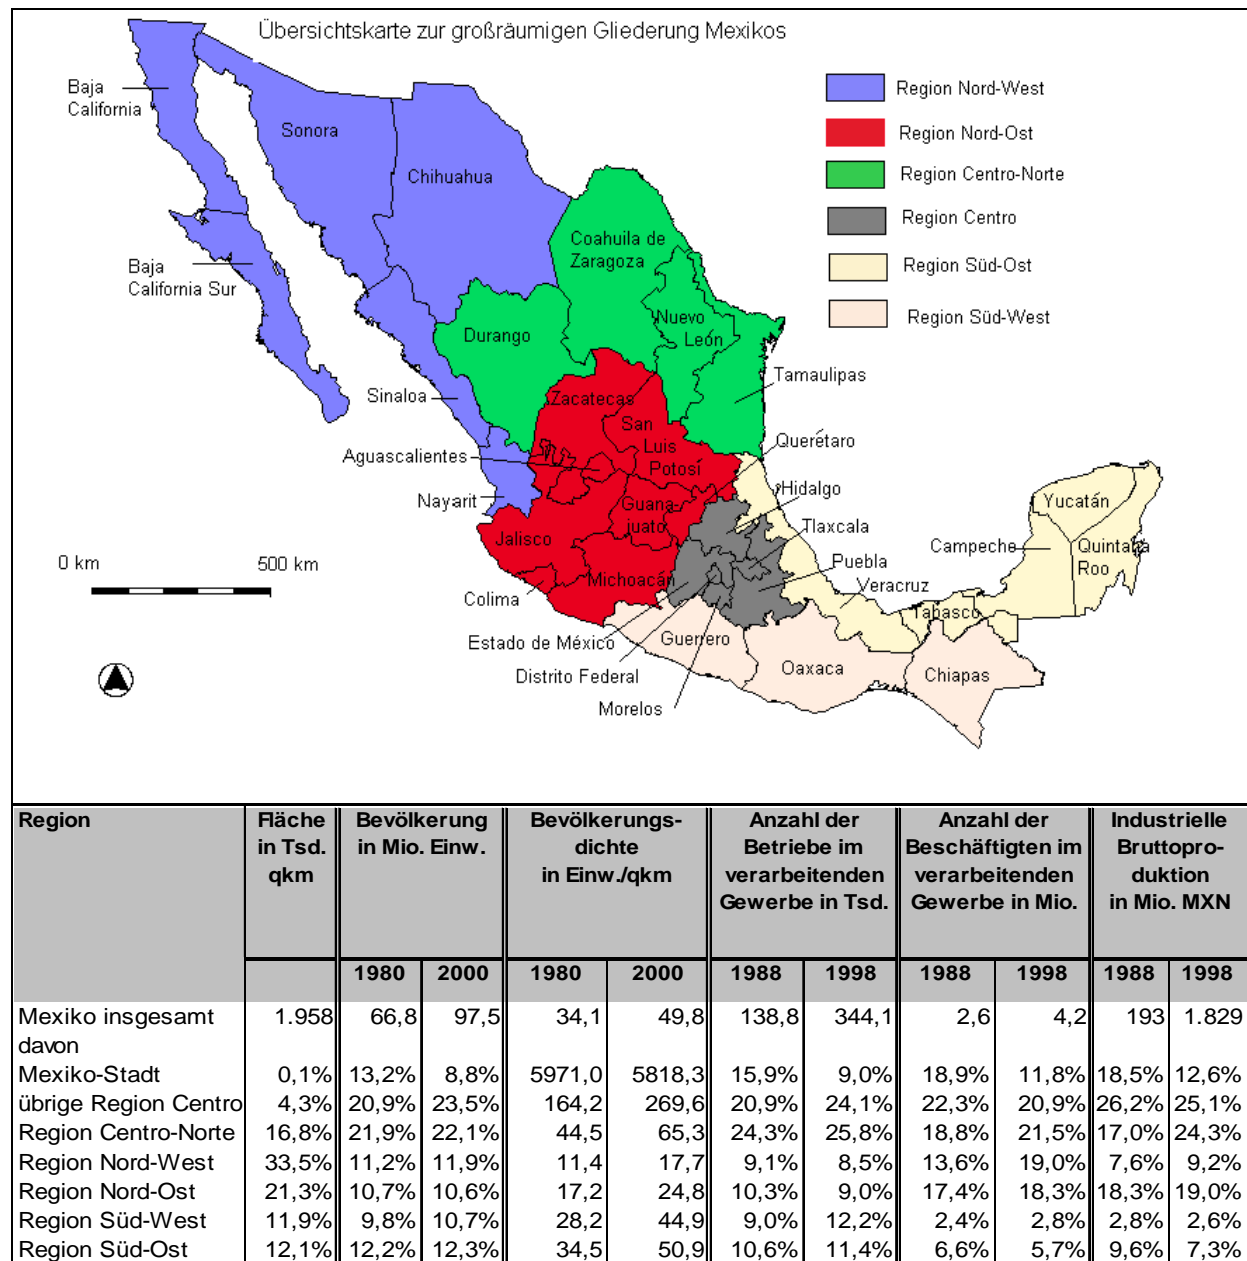 Übersichtskarte zur großräumigen Gliederung Mexikos
Baja
California
Sonora
Chihuahua
Baja
California Sur
Coahuila de
Zaragoza
Durango
Nuevo
León
Tamaulipas
Sinaloa
Zacatecas
San
Luis
Potosí
Querétaro
Aguascalientes
Nayarit
Hidalgo
Guana-
juato
Jalisco
Tlaxcala
Puebla
Michoacán
Colima
Veracruz
Campeche
Yucatán
Quintana
Roo
Tabasco
Estado de México
Guerrero
Distrito Federal
Oaxaca
Chiapas
Morelos
0 km 500 km
Region Nord-West
Region Nord-Ost
Region Centro-Norte
Region Centro
Region Süd-Ost
Region Süd-West
Region Fläche Bevölkerung Bevölkerungs- Anzahl der Anzahl der Industrielle
in Tsd. in Mio. Einw. dichte Betriebe im Beschäftigten im Bruttopro-
qkm in Einw./qkm verarbeitenden verarbeitenden duktion
Gewerbe in Tsd. Gewerbe in Mio. in Mio. MXN
1980 2000 1980 2000 1988 1998 1988 1998 1988 1998
Mexiko insgesamt 1.958 66,8 97,5 34,1 49,8 138,8 344,1 2,6 4,2 193 1.829
davon
Mexiko-Stadt 0,1% 13,2% 8,8% 5971,0 5818,3 15,9% 9,0% 18,9% 11,8% 18,5% 12,6%
übrige Region Centro 4,3% 20,9% 23,5% 164,2 269,6 20,9% 24,1% 22,3% 20,9% 26,2% 25,1%
Region Centro-Norte 16,8% 21,9% 22,1% 44,5 65,3 24,3% 25,8% 18,8% 21,5% 17,0% 24,3%
Region Nord-West 33,5% 11,2% 11,9% 11,4 17,7 9,1% 8,5% 13,6% 19,0% 7,6% 9,2%
Region Nord-Ost 21,3% 10,7% 10,6% 17,2 24,8 10,3% 9,0% 17,4% 18,3% 18,3% 19,0%
Region Süd-West 11,9% 9,8% 10,7% 28,2 44,9 9,0% 12,2% 2,4% 2,8% 2,8% 2,6%
Region Süd-Ost 12,1% 12,2% 12,3% 34,5 50,9 10,6% 11,4% 6,6% 5,7% 9,6% 7,3%